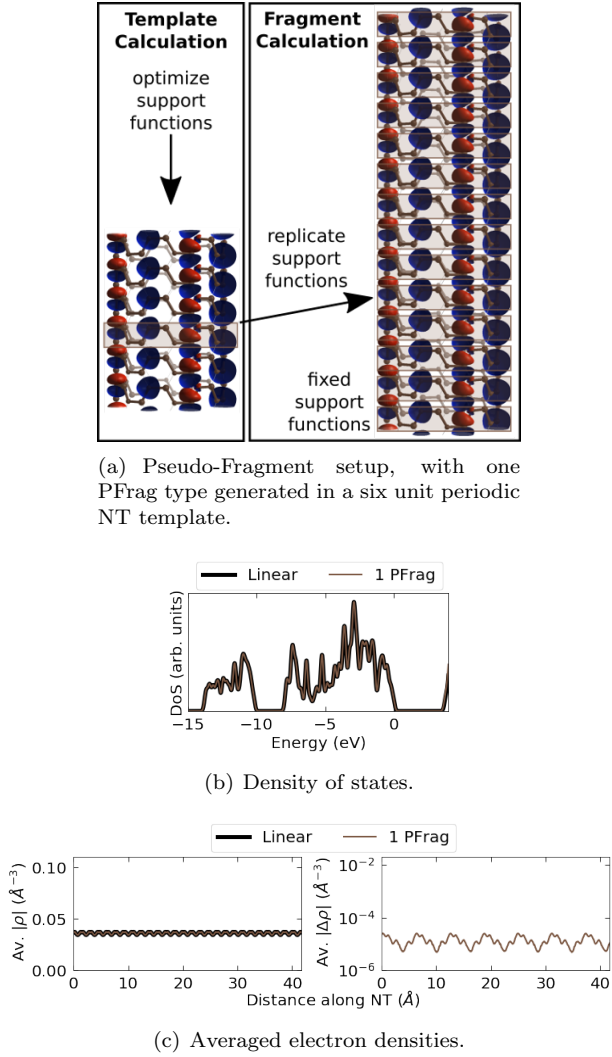 Template
Calculation
optimize
support
functions
Fragment
Calculation
replicate
support
functions
fixed
support
functions
(a) Pseudo-Fragment setup, with one
PFrag type generated in a six unit periodic
NT template.
Linear 1 PFrag
DoS (arb. units)
−15 −10 −5 0
Energy (eV)
(b) Density of states.
Linear 1 PFrag
Av. |ρ| (Å⁻³)
0.10
0.05
0.00
0 10 20 30 40
Av. |Δρ| (Å⁻³)
10⁻²
10⁻⁴
10⁻⁶
0 10 20 30 40
Distance along NT (Å)
(c) Averaged electron densities.